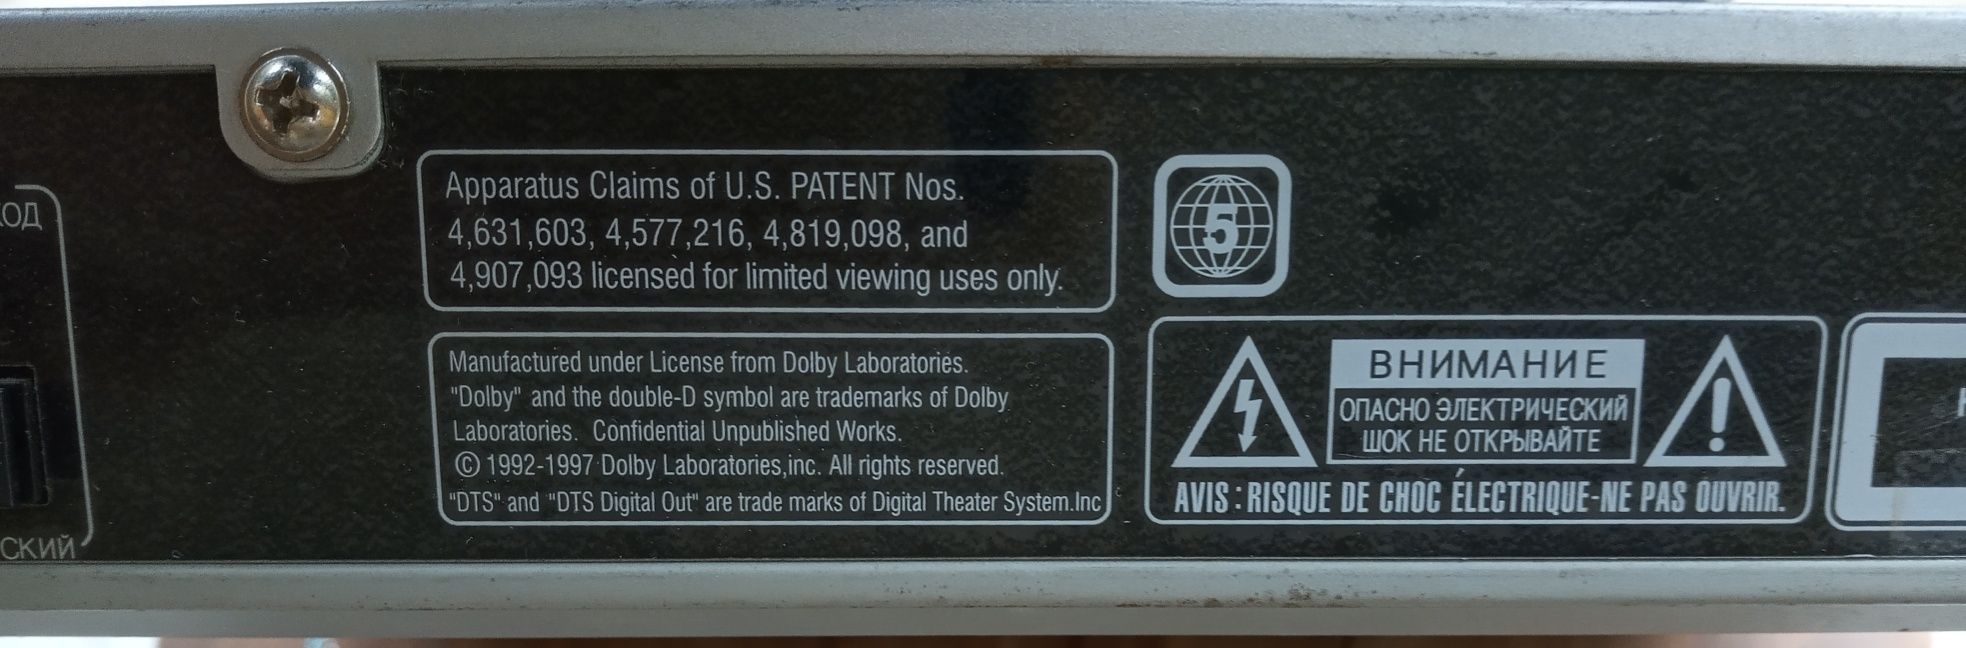 Apparatus Claims of U.S. PATENT Nos.
4,631,603, 4,577,216, 4,819,098, and
4,907,093 licensed for limited viewing uses only.
Manufactured under License from Dolby Laboratories.
"Dolby" and the double-D symbol are trademarks of Dolby
Laboratories. Confidential Unpublished Works.
© 1992-1997 Dolby Laboratories,inc. All rights reserved.
"DTS" and "DTS Digital Out" are trade marks of Digital Theater System.Inc
5
ВНИМАНИЕ
ОПАСНО ЭЛЕКТРИЧЕСКИЙ
ШОК НЕ ОТКРЫВАЙТЕ
AVIS : RISQUE DE CHOC ÉLECTRIQUE-NE PAS OUVRIR.